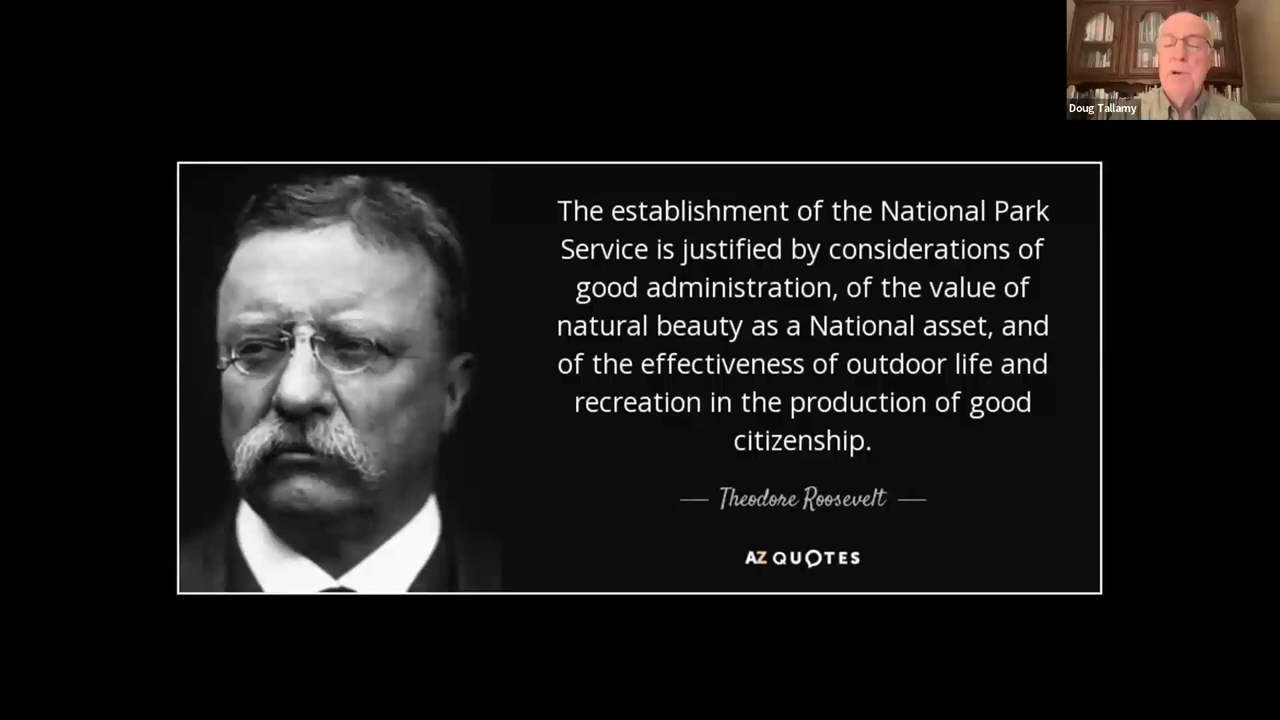 Doug Tallamy
The establishment of the National Park
Service is justified by considerations of
good administration, of the value of
natural beauty as a National asset, and
of the effectiveness of outdoor life and
recreation in the production of good
citizenship.
Theodore Roosevelt
AZ QUOTES